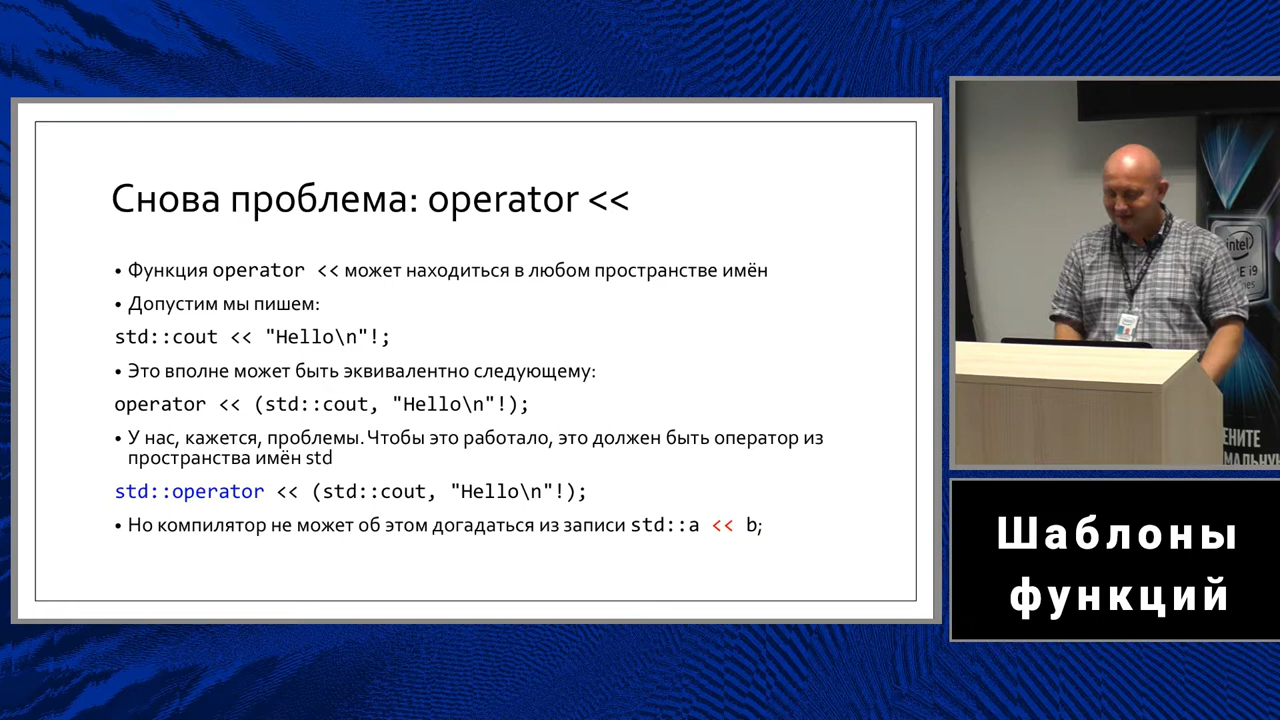 Снова проблема: operator <<
• Функция operator << может находиться в любом пространстве имён
• Допустим мы пишем:
std::cout << "Hello\n"!;
• Это вполне может быть эквивалентно следующему:
operator << (std::cout, "Hello\n"!);
• У нас, кажется, проблемы. Чтобы это работало, это должен быть оператор из
пространства имён std
std::operator << (std::cout, "Hello\n"!);
• Но компилятор не может об этом догадаться из записи std::a << b;
intel
i9
Шаблоны
функций